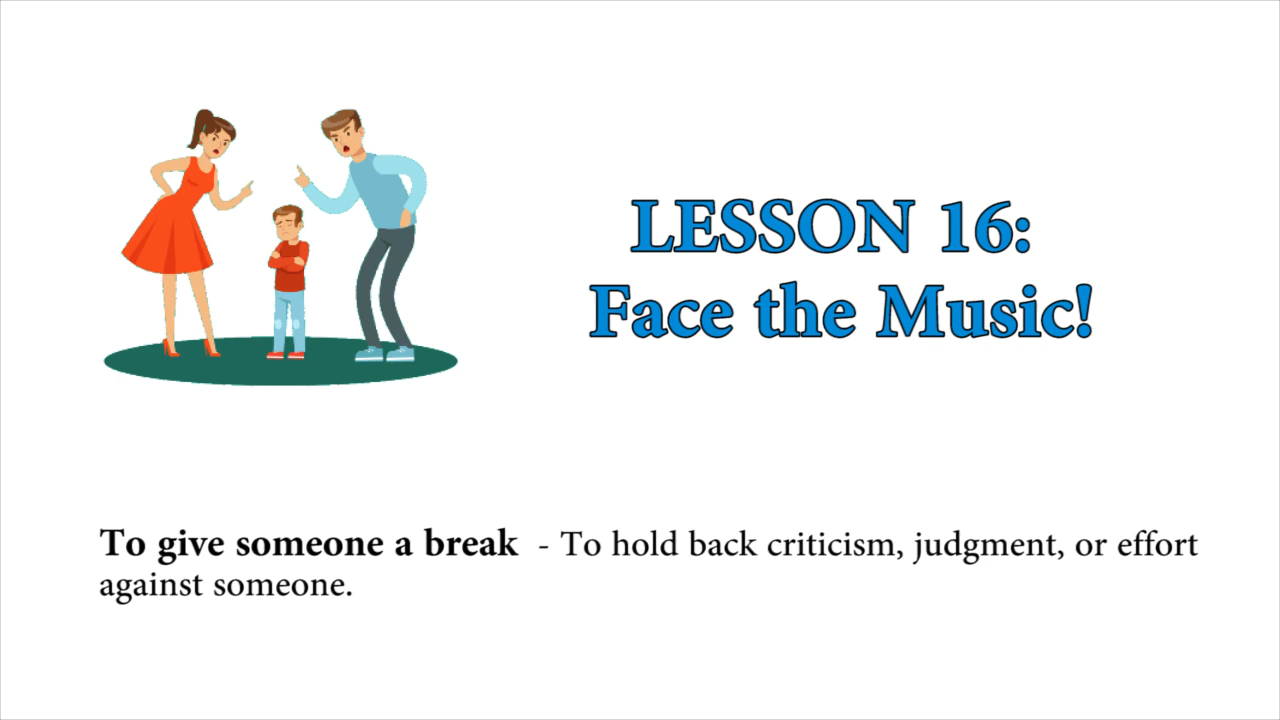 LESSON 16:
Face the Music!
To give someone a break - To hold back criticism, judgment, or effort
against someone.